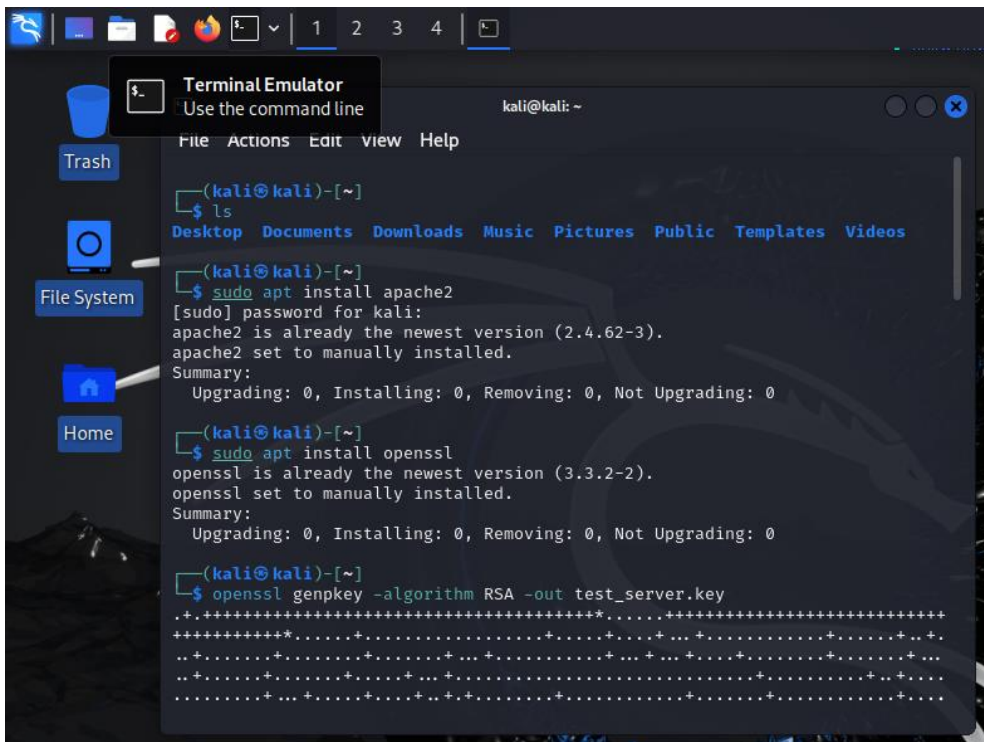 1 2 3 4
Terminal Emulator
Use the command line
kali@kali: ~
File Actions Edit View Help
Trash
File System
Home
┌──(kali㉿kali)-[~]
└─$ ls
Desktop Documents Downloads Music Pictures Public Templates Videos
┌──(kali㉿kali)-[~]
└─$ sudo apt install apache2
[sudo] password for kali:
apache2 is already the newest version (2.4.62-3).
apache2 set to manually installed.
Summary:
Upgrading: 0, Installing: 0, Removing: 0, Not Upgrading: 0
┌──(kali㉿kali)-[~]
└─$ sudo apt install openssl
openssl is already the newest version (3.3.2-2).
openssl set to manually installed.
Summary:
Upgrading: 0, Installing: 0, Removing: 0, Not Upgrading: 0
┌──(kali㉿kali)-[~]
└─$ openssl genpkey -algorithm RSA -out test_server.key
.+.+++++++++++++++++++++++++++++++++++++++*......++++++++++++++++++++++++++++
+++++++++++*......+..................+.....+....+...+............+......+..+.
..+.......+........+.......+...+...........+...+...+....+........+.......+...
..+......+.......+.....+...+..............................+..........+..+....
.........+...+.....+....+..+.+........+............+.......+............+....